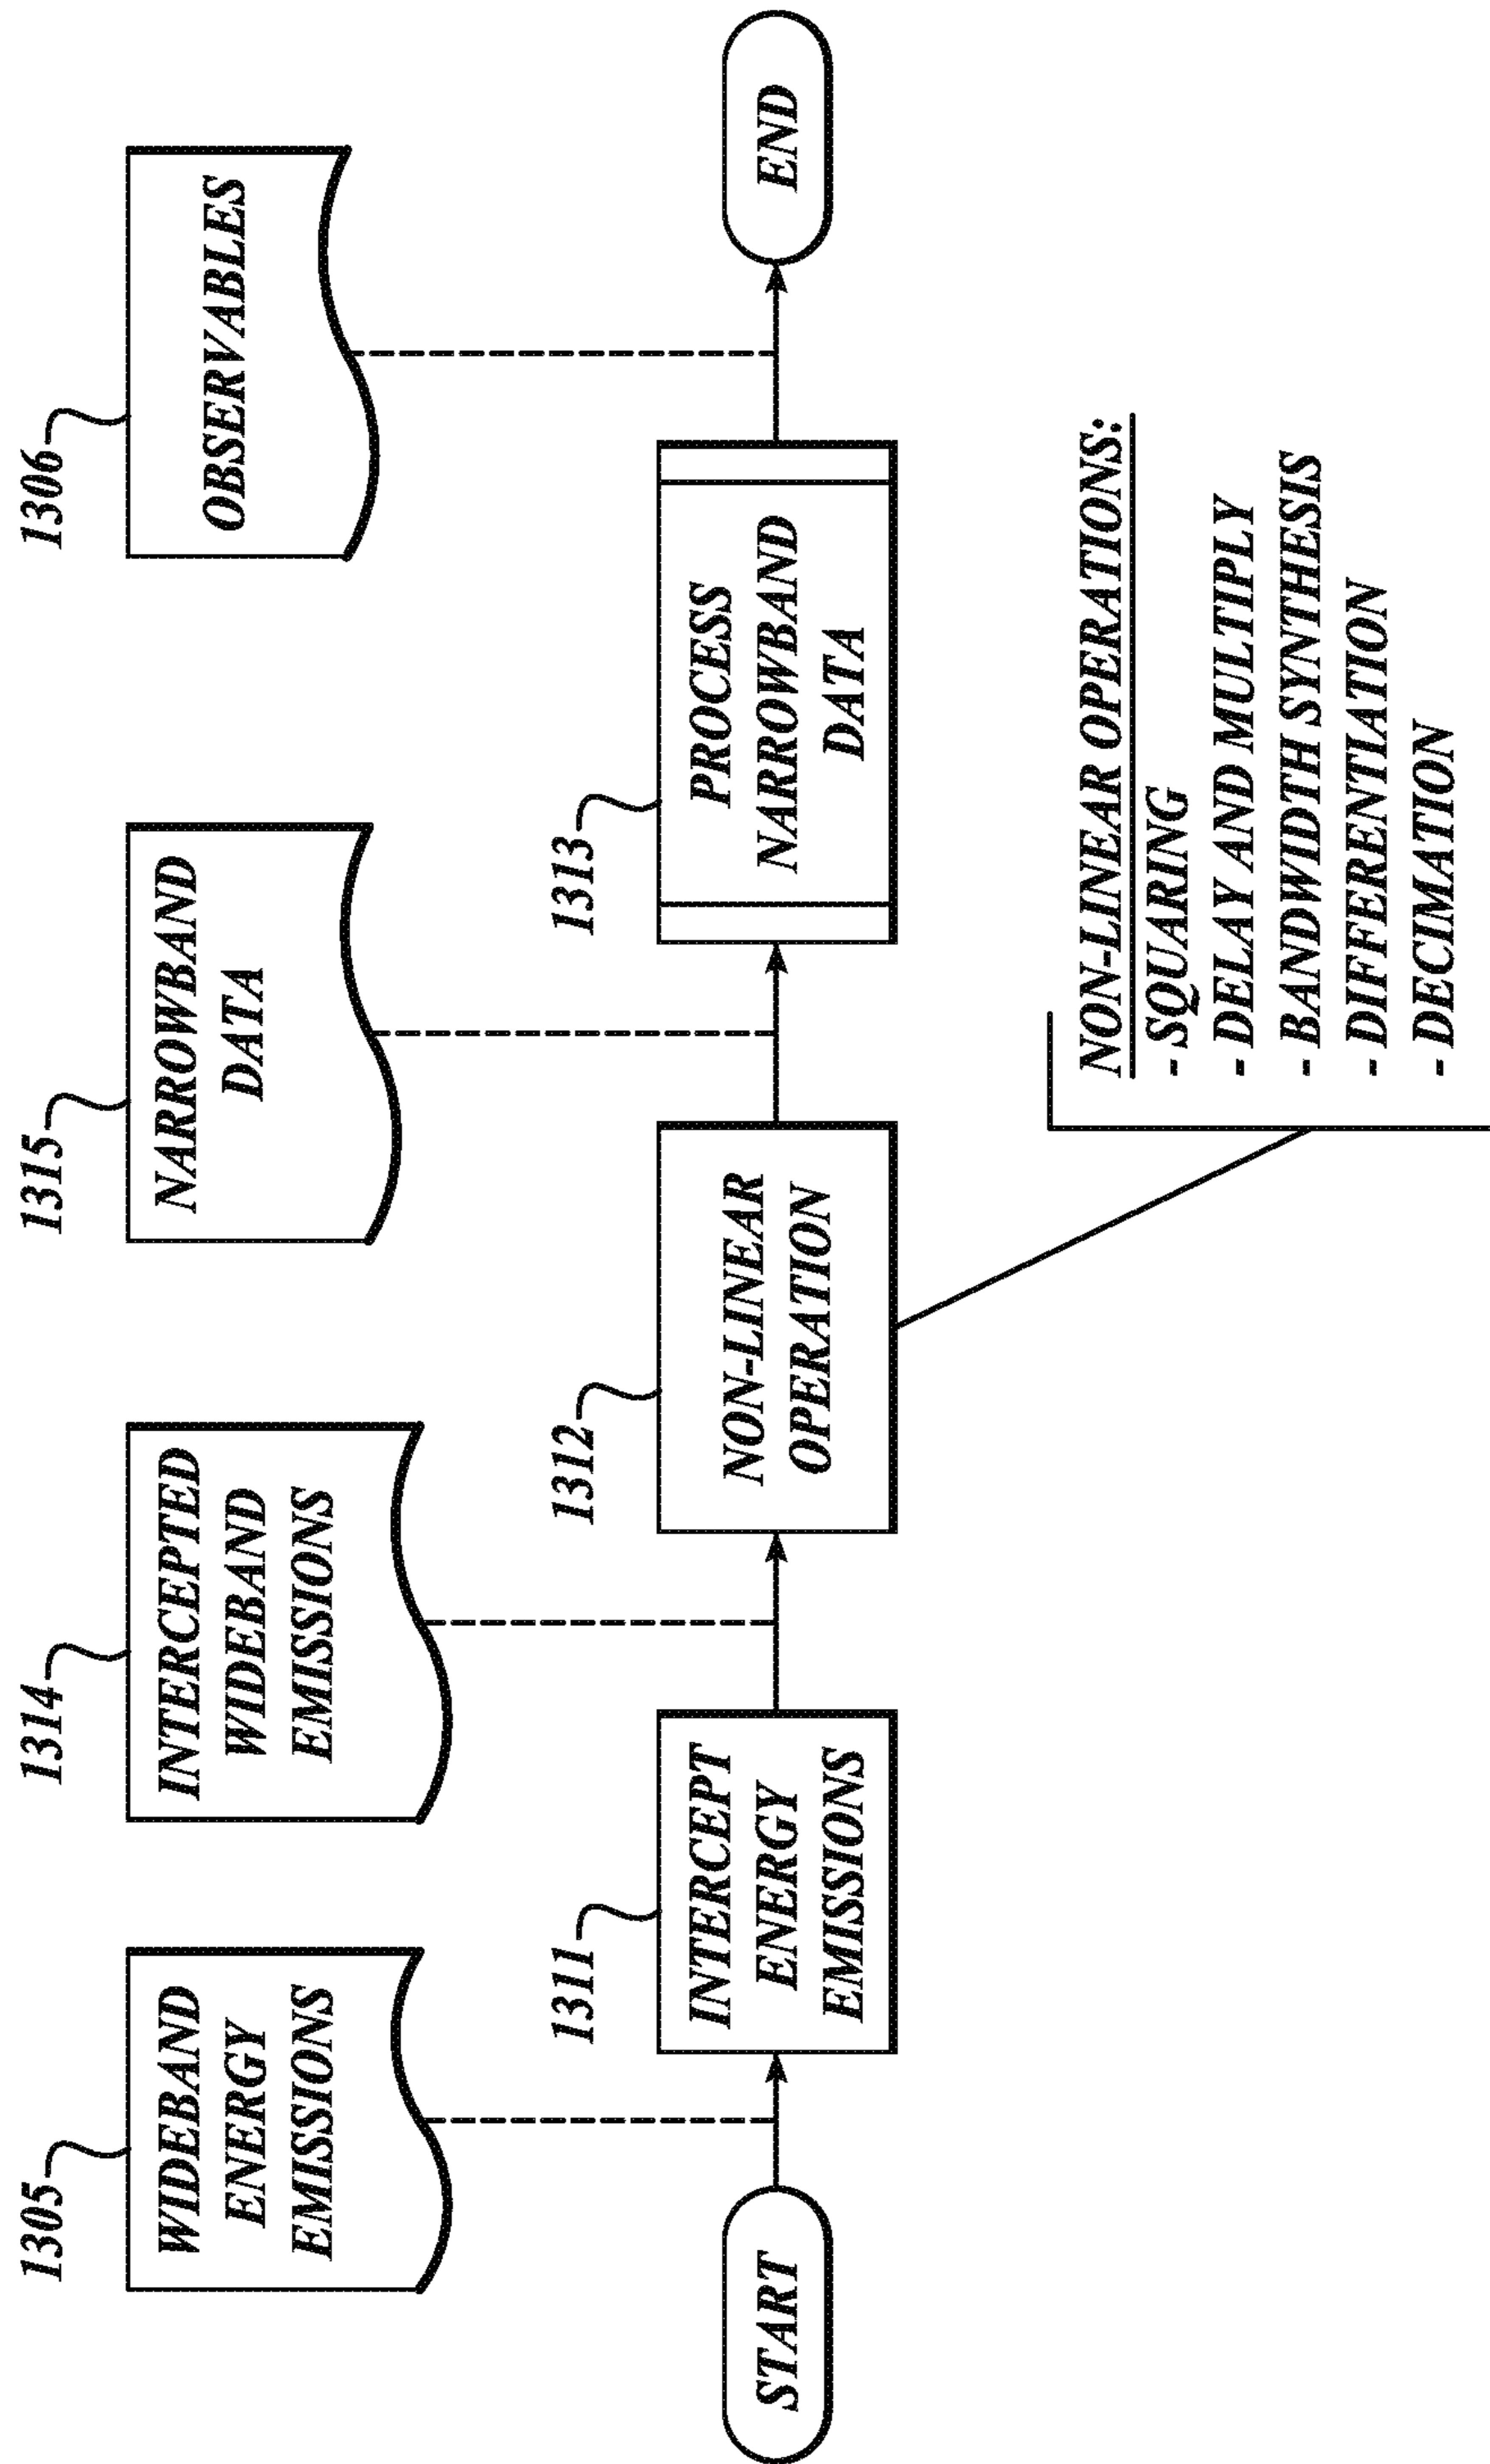 1305
WIDEBAND
ENERGY
EMISSIONS
1314
INTERCEPTED
WIDEBAND
EMISSIONS
1315
NARROWBAND
DATA
1306
OBSERVABLES
START
1311
INTERCEPT
ENERGY
EMISSIONS
1312
NON-LINEAR
OPERATION
1313
PROCESS
NARROWBAND
DATA
END
NON-LINEAR OPERATIONS:
- SQUARING
- DELAY AND MULTIPLY
- BANDWIDTH SYNTHESIS
- DIFFERENTIATION
- DECIMATION